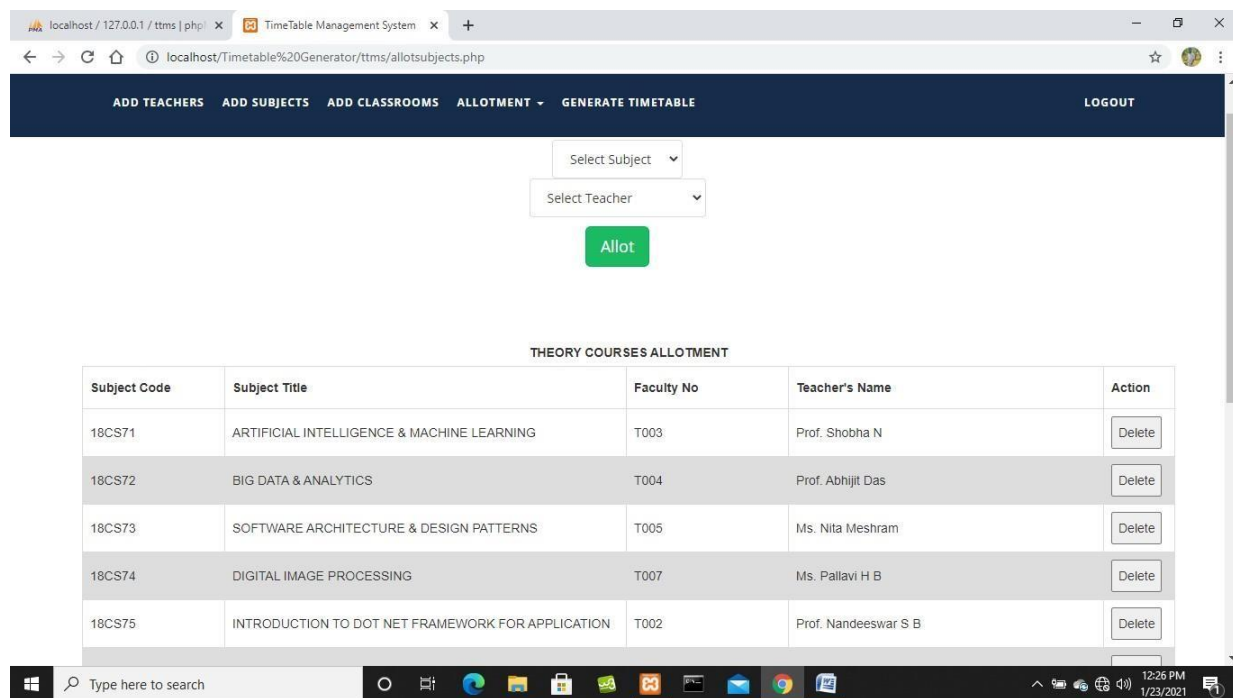 localhost / 127.0.0.1 / ttms | php
TimeTable Management System
localhost/Timetable%20Generator/ttms/allotsubjects.php
ADD TEACHERS ADD SUBJECTS ADD CLASSROOMS ALLOTMENT GENERATE TIMETABLE LOGOUT
Select Subject
Select Teacher
Allot
THEORY COURSES ALLOTMENT
Subject Code Subject Title Faculty No Teacher's Name Action
18CS71 ARTIFICIAL INTELLIGENCE & MACHINE LEARNING T003 Prof. Shobha N Delete
18CS72 BIG DATA & ANALYTICS T004 Prof. Abhijit Das Delete
18CS73 SOFTWARE ARCHITECTURE & DESIGN PATTERNS T005 Ms. Nita Meshram Delete
18CS74 DIGITAL IMAGE PROCESSING T007 Ms. Pallavi H B Delete
18CS75 INTRODUCTION TO DOT NET FRAMEWORK FOR APPLICATION T002 Prof. Nandeeswar S B Delete
Type here to search
12:26 PM
1/23/2021